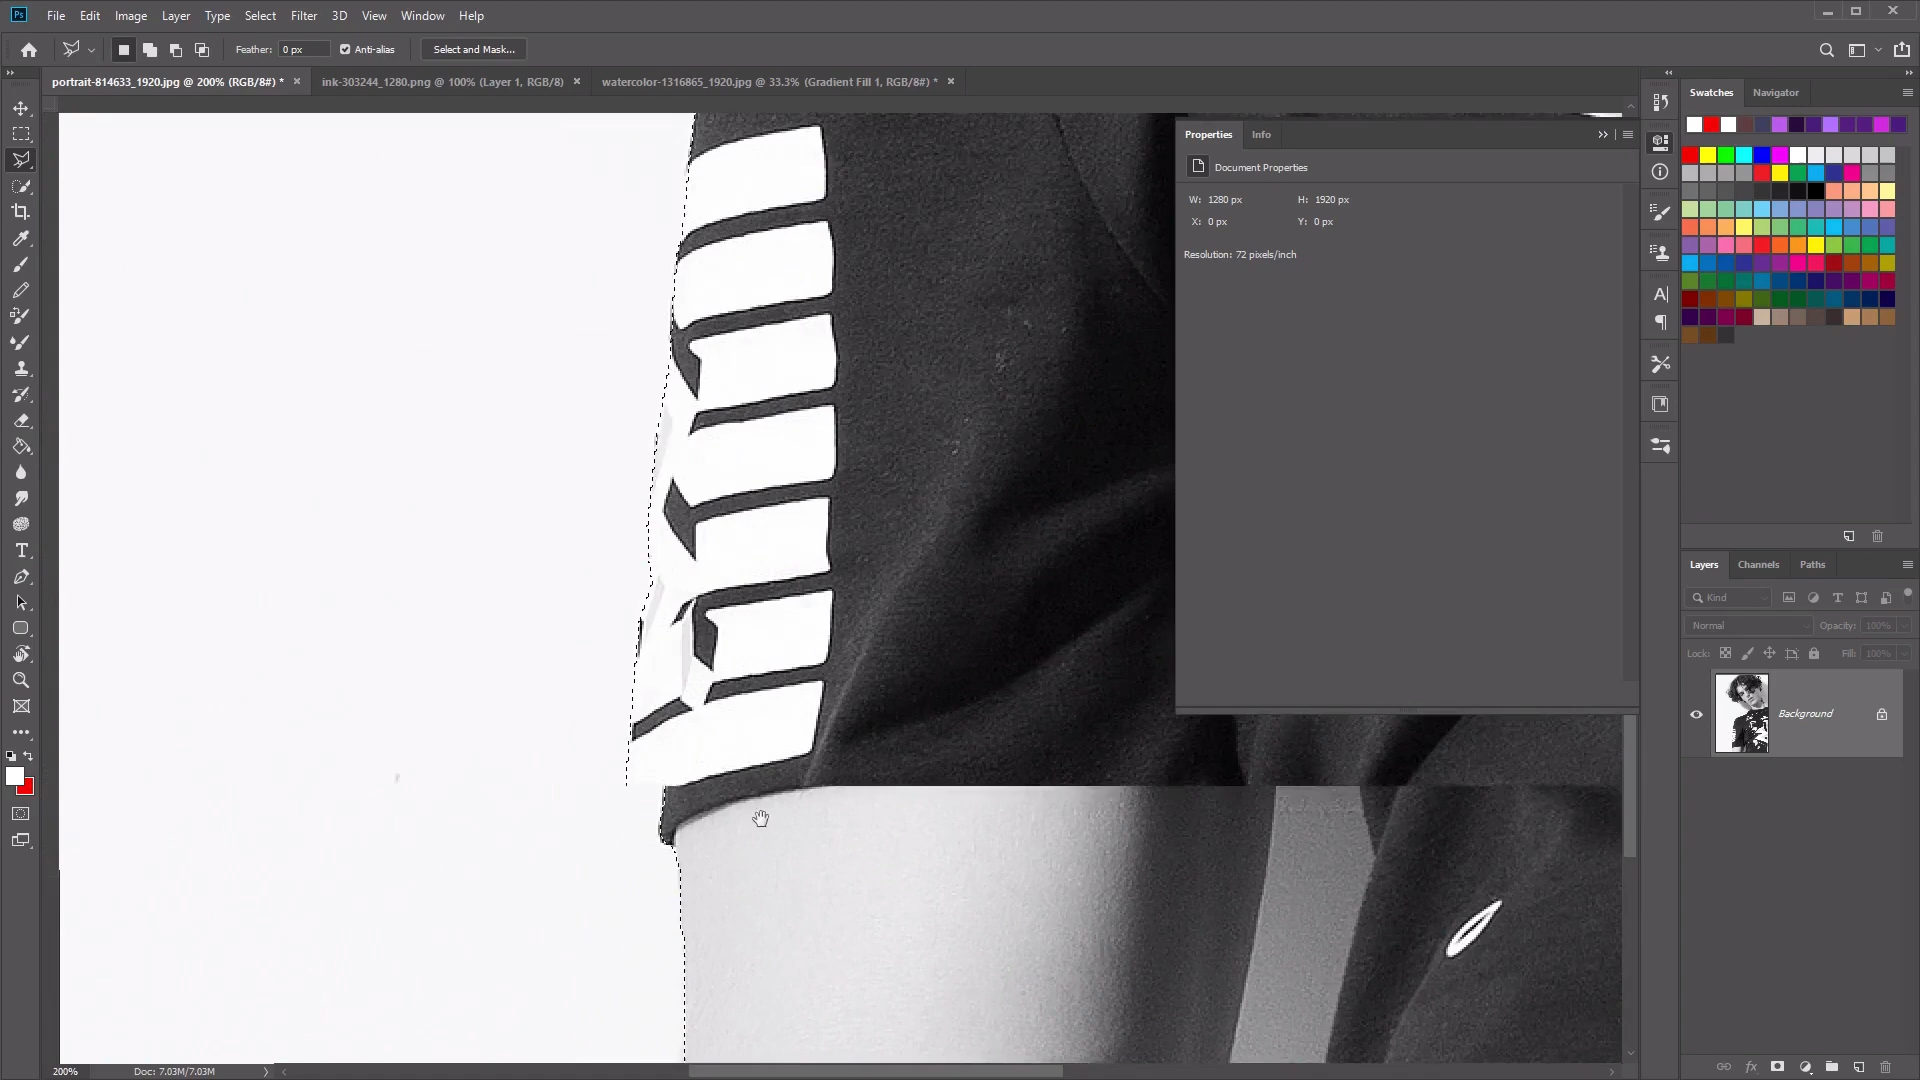 Ps File Edit Image Layer Type Select Filter 3D View Window Help
Feather: 0 px Anti-alias Select and Mask...
portrait-814633_1920.jpg @ 200% (RGB/8#) * × ink-303244_1280.png @ 100% (Layer 1, RGB/8) × watercolor-1316865_1920.jpg @ 33.3% (Gradient Fill 1, RGB/8#) * ×
Swatches Navigator
Properties Info
Document Properties
W: 1280 px H: 1920 px
X: 0 px Y: 0 px
Resolution: 72 pixels/inch
Layers Channels Paths
Kind
Normal Opacity: 100%
Lock: Fill: 100%
Background
200% Doc: 7.03M/7.03M